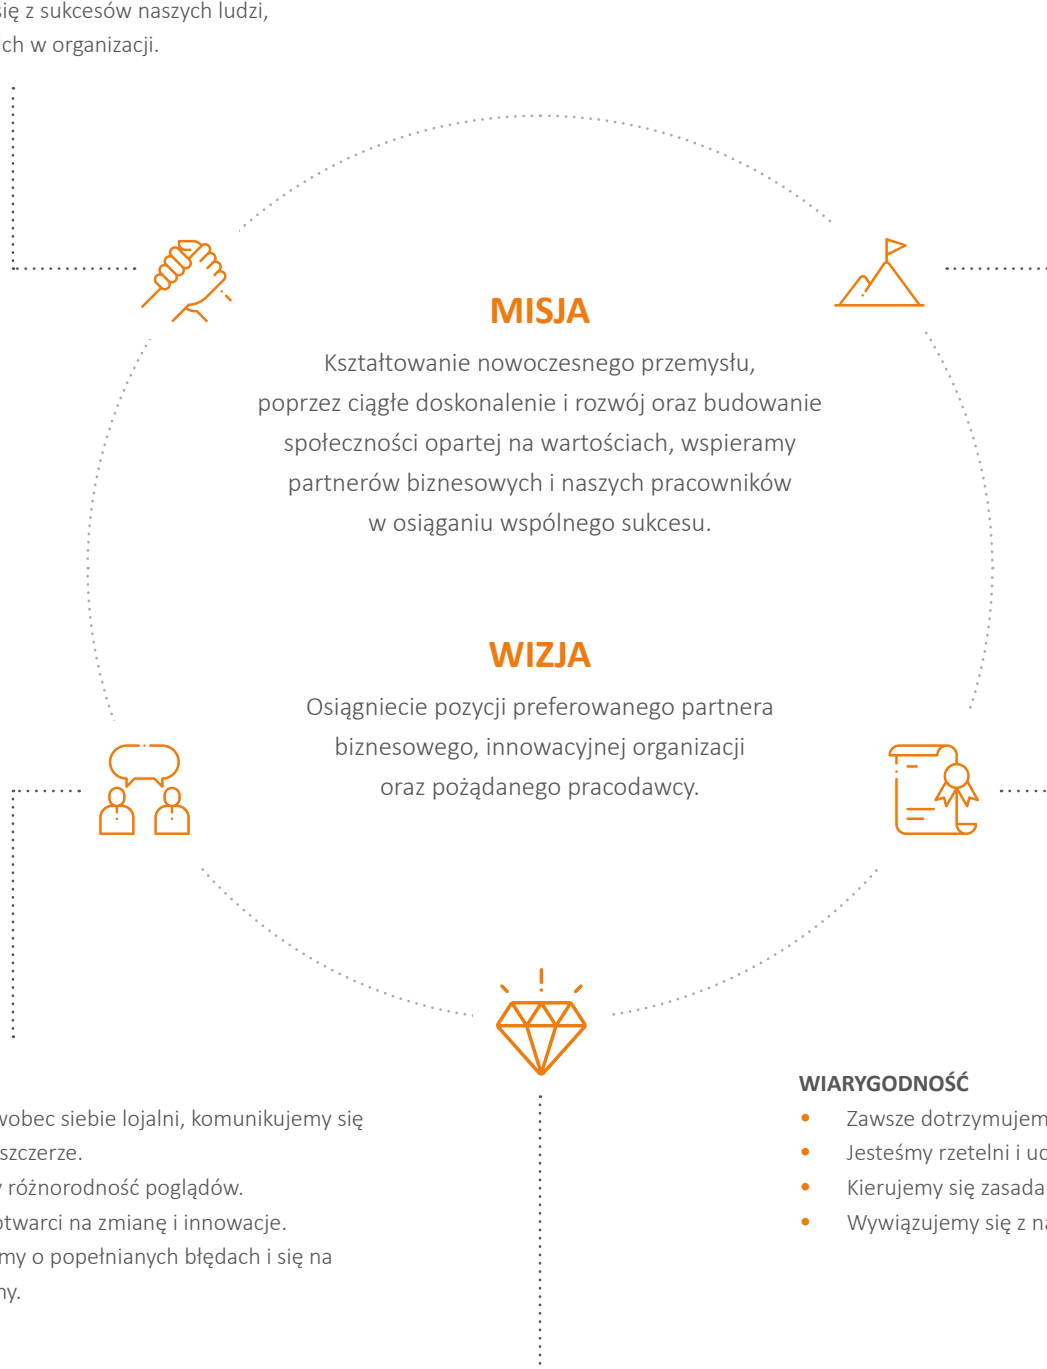 się z sukcesów naszych ludzi,
ch w organizacji.
MISJA
Kształtowanie nowoczesnego przemysłu,
poprzez ciągłe doskonalenie i rozwój oraz budowanie
społeczności opartej na wartościach, wspieramy
partnerów biznesowych i naszych pracowników
w osiąganiu wspólnego sukcesu.
WIZJA
Osiągniecie pozycji preferowanego partnera
biznesowego, innowacyjnej organizacji
oraz pożądanego pracodawcy.
wobec siebie lojalni, komunikujemy się
szczerze.
różnorodność poglądów.
otwarci na zmianę i innowacje.
my o popełnianych błędach i się na
ny.
WIARYGODNOŚĆ
• Zawsze dotrzymujem
• Jesteśmy rzetelni i uc
• Kierujemy się zasada
• Wywiązujemy się z na